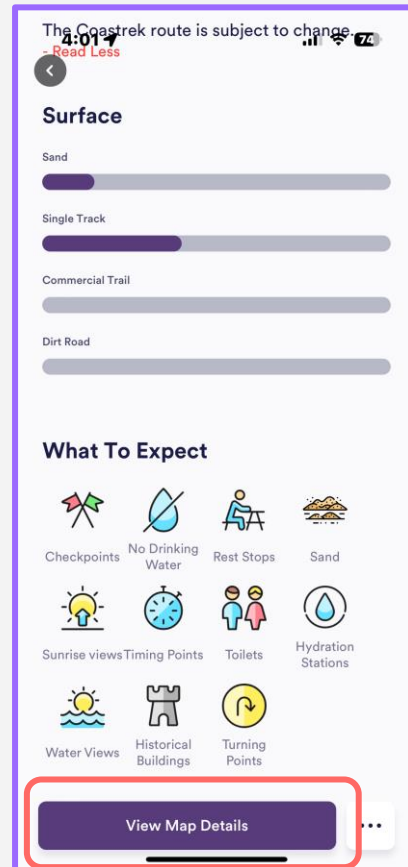 The Coastrek route is subject to change.
4:01
74
- Read Less
Surface
Sand
Single Track
Commercial Trail
Dirt Road
What To Expect
Checkpoints
No Drinking
Water
Rest Stops
Sand
Sunrise views
Timing Points
Toilets
Hydration
Stations
Water Views
Historical
Buildings
Turning
Points
View Map Details
...